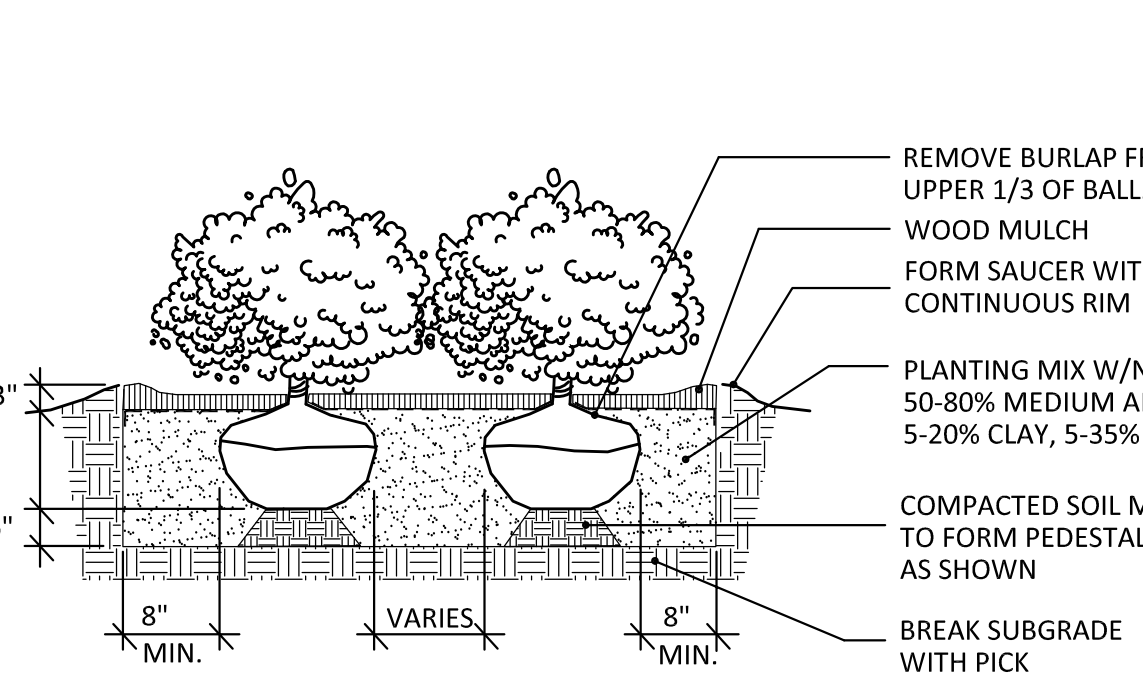 REMOVE BURLAP
UPPER 1/3 OF BALL
WOOD MULCH
FORM SAUCER
CONTINUOUS RIM
PLANTING MIX
50-80% MEDIUM
5-20% CLAY, 5-35%
COMPACTED SOIL
TO FORM PEDESTAL
AS SHOWN
BREAK SUBGRADE
WITH PICK
8"
MIN.
VARIES
8"
MIN.